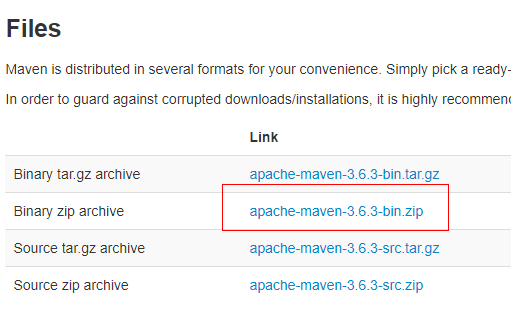 Files
Maven is distributed in several formats for your convenience. Simply pick a ready-
In order to guard against corrupted downloads/installations, it is highly recommend
Link
Binary tar.gz archive apache-maven-3.6.3-bin.tar.gz
Binary zip archive apache-maven-3.6.3-bin.zip
Source tar.gz archive apache-maven-3.6.3-src.tar.gz
Source zip archive apache-maven-3.6.3-src.zip